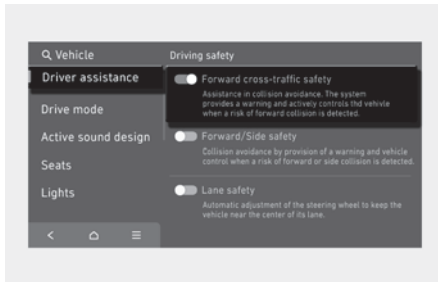 Vehicle
Driving safety
Driver assistance
Forward cross-traffic safety
Assistance in collision avoidance. The system
provides a warning and actively controls thd vehivle
when a risk of forward collision is detected.
Drive mode
Active sound design
Forward/Side safety
Collision avoidance by provision of a warning and vehicle
control when a risk of forward or side collision is detected.
Seats
Lights
Lane safety
Automatic adjustment of the steering wheel to keep the
vehicle near the center of its lane.